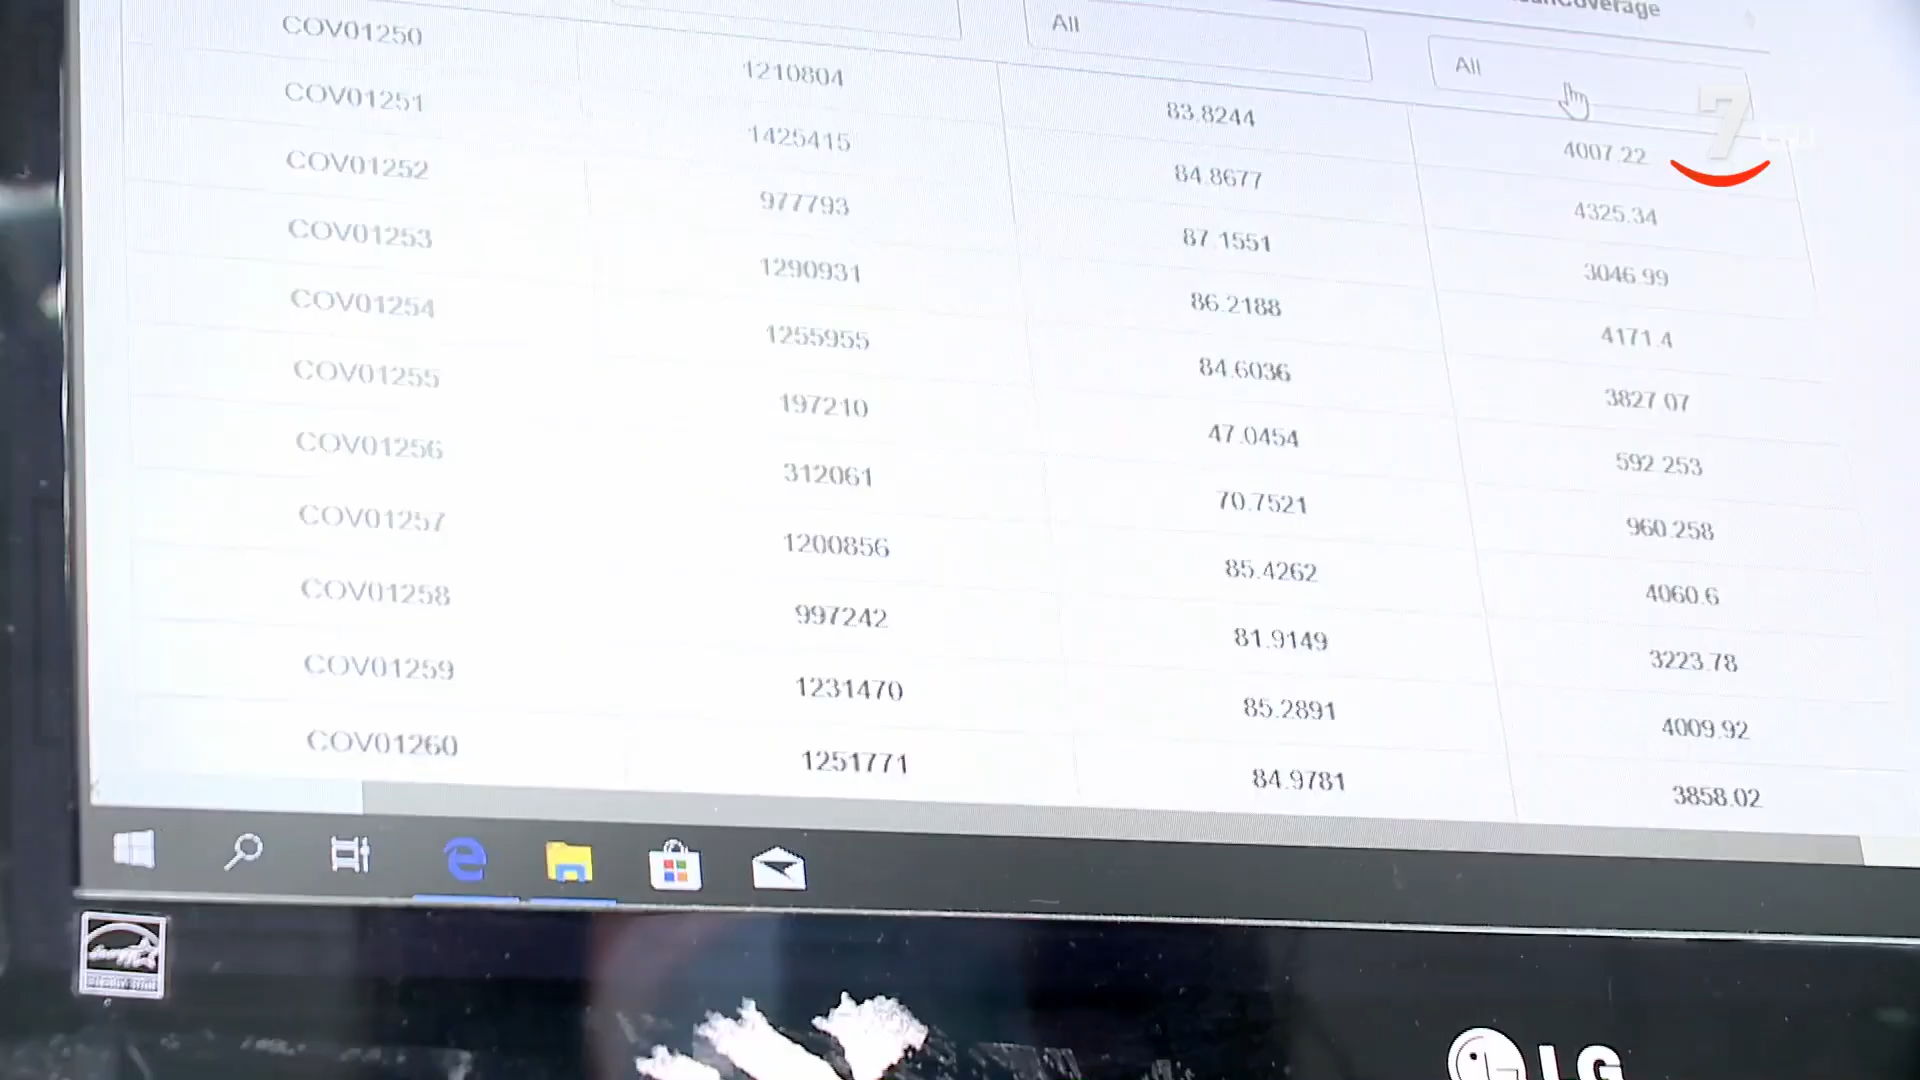 All
All
COV01250 1210804 83.8244 4007.22
COV01251 1425415 84.8677 4325.34
COV01252 977793 87.1551 3046.99
COV01253 1290931 86.2188 4171.4
COV01254 1255955 84.6036 3827.07
COV01255 197210 47.0454 592.253
COV01256 312061 70.7521 960.258
COV01257 1200856 85.4262 4060.6
COV01258 997242 81.9149 3223.78
COV01259 1231470 85.2891 4009.92
COV01260 1251771 84.9781 3858.02
7
LG